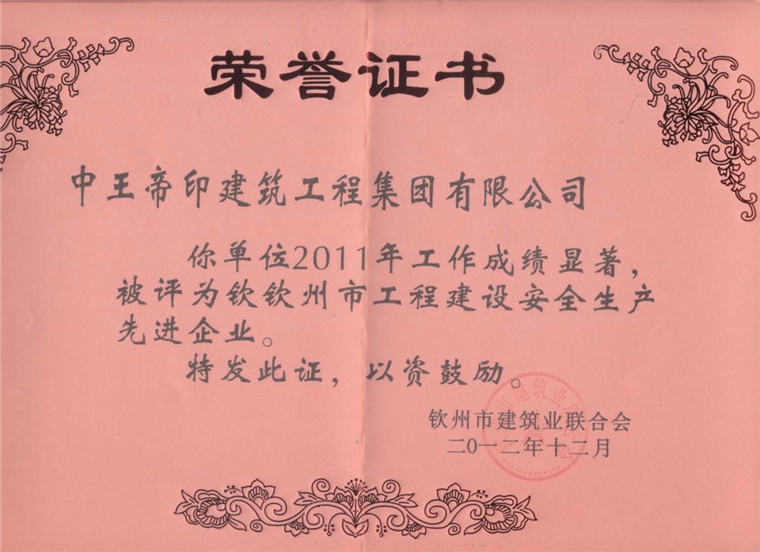 荣誉证书
中王帝印建筑工程集团有限公司
你单位2011年工作成绩显著，
被评为钦钦州市工程建设安全生产
先进企业。
特发此证，以资鼓励。
钦州市建筑业联合会
二0一二年十二月